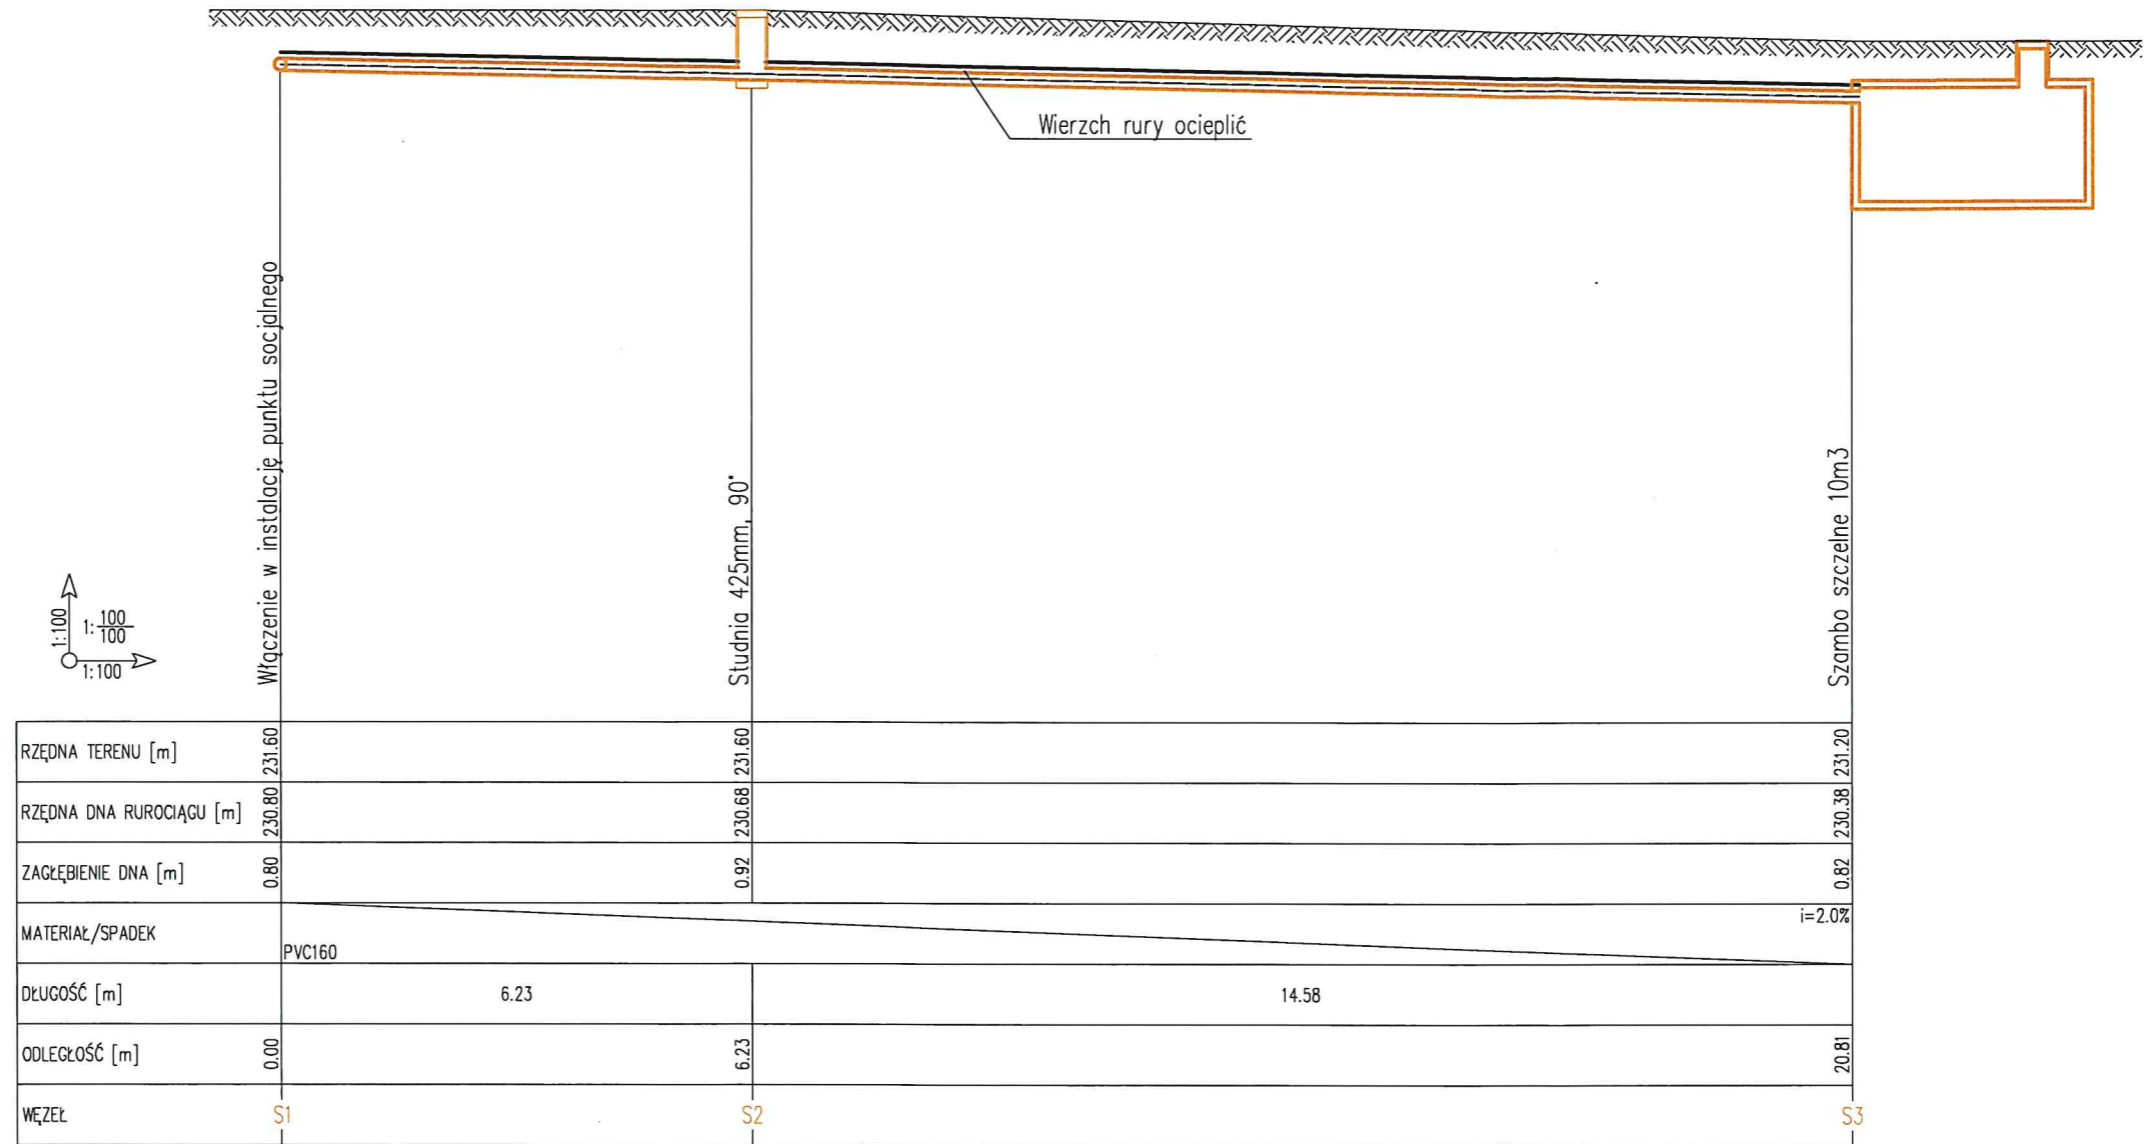 Wierzch rury ocieplić
Włączenie w instalację punktu socjalnego
Studnia 425mm, 90°
Szambo szczelne 10m3
1:100
1:100/100
1:100
RZĘDNA TERENU [m] 231.60 231.60 231.20
RZĘDNA DNA RUROCIĄGU [m] 230.80 230.68 230.38
ZAGŁĘBIENIE DNA [m] 0.80 0.92 0.82
MATERIAŁ/SPADEK PVC160 i=2.0%
DŁUGOŚĆ [m] 6.23 14.58
ODLEGŁOŚĆ [m] 0.00 6.23 20.81
WĘZEŁ S1 S2 S3